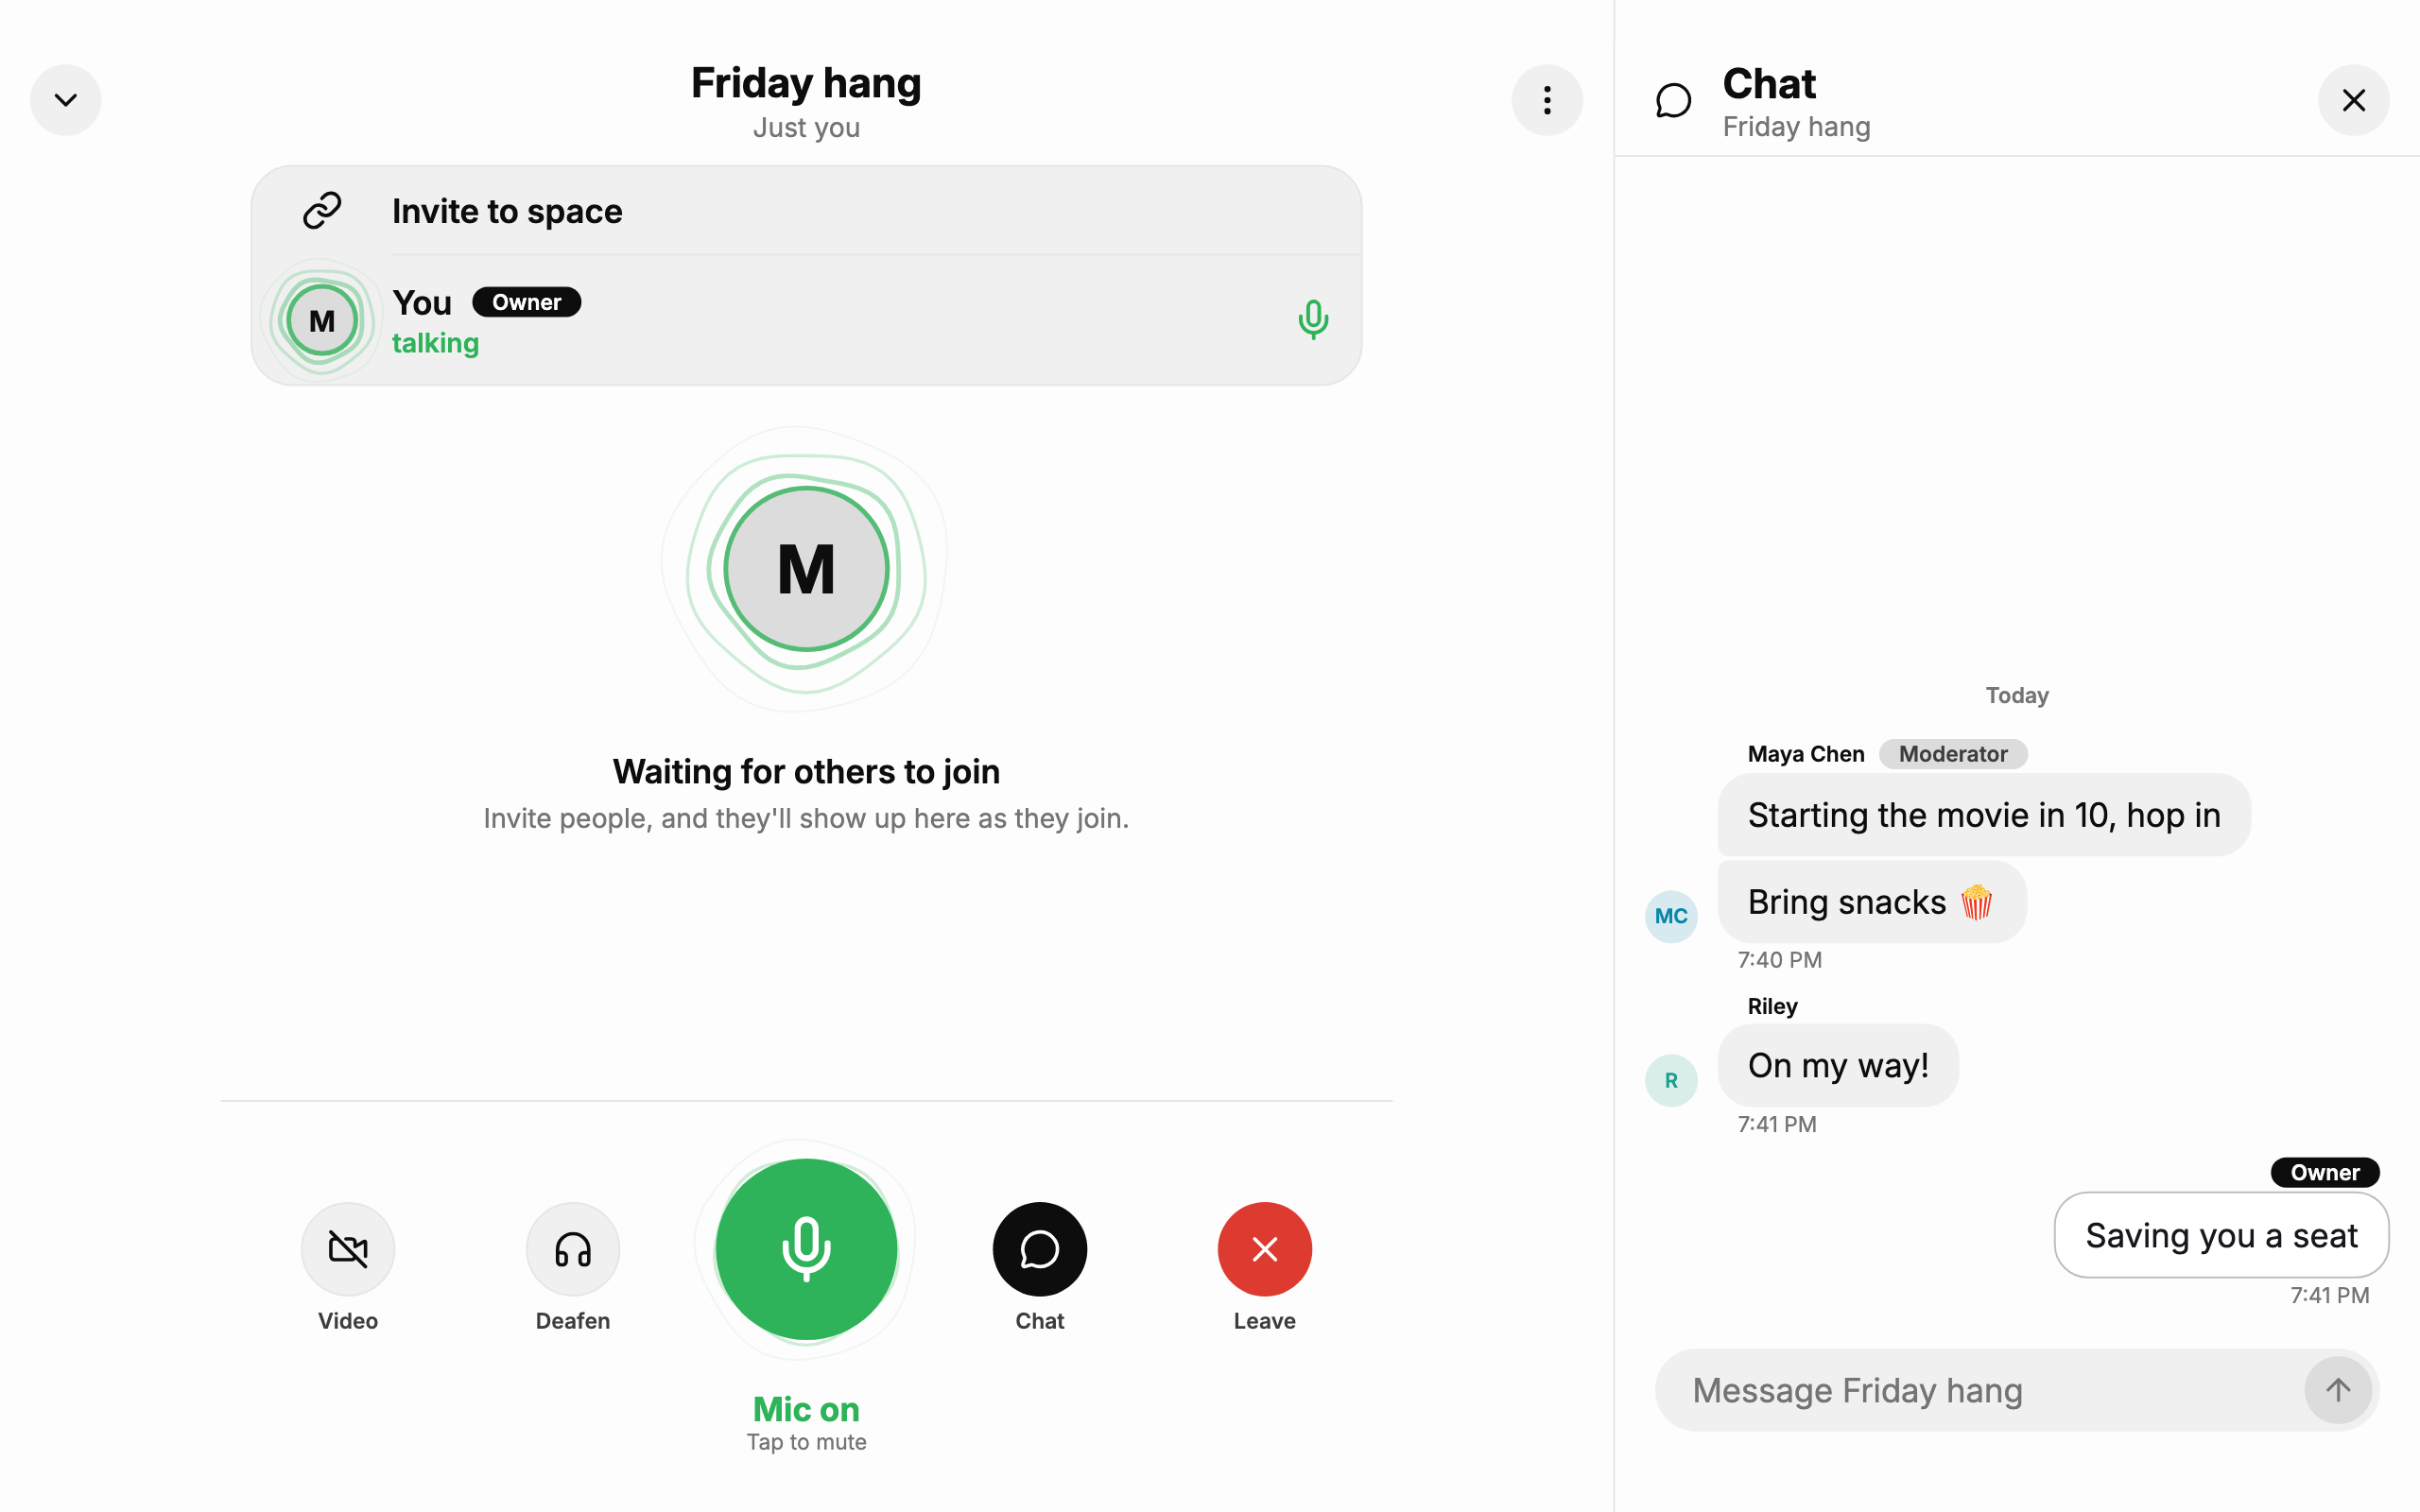 Friday hang
Just you
Invite to space
M
You Owner
talking
M
Waiting for others to join
Invite people, and they'll show up here as they join.
Video
Deafen
Chat
Leave
Mic on
Tap to mute
Chat
Friday hang
Today
Maya Chen Moderator
Starting the movie in 10, hop in
Bring snacks 🍿
MC
7:40 PM
Riley
On my way!
R
7:41 PM
Owner
Saving you a seat
7:41 PM
Message Friday hang